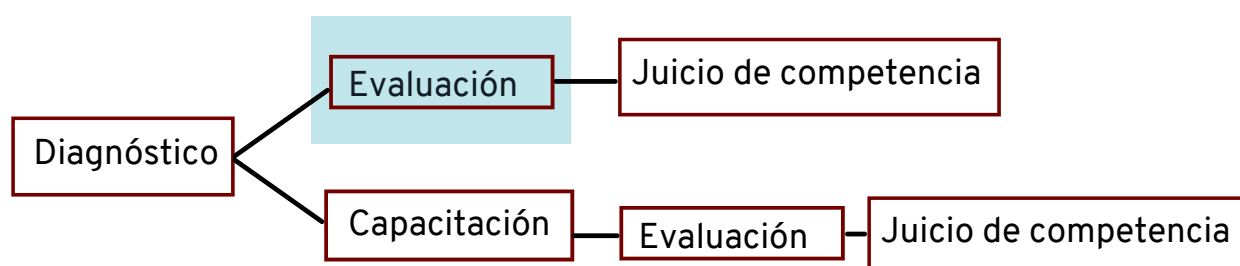 Evaluación
Juicio de competencia
Diagnóstico
Capacitación
Evaluación
Juicio de competencia